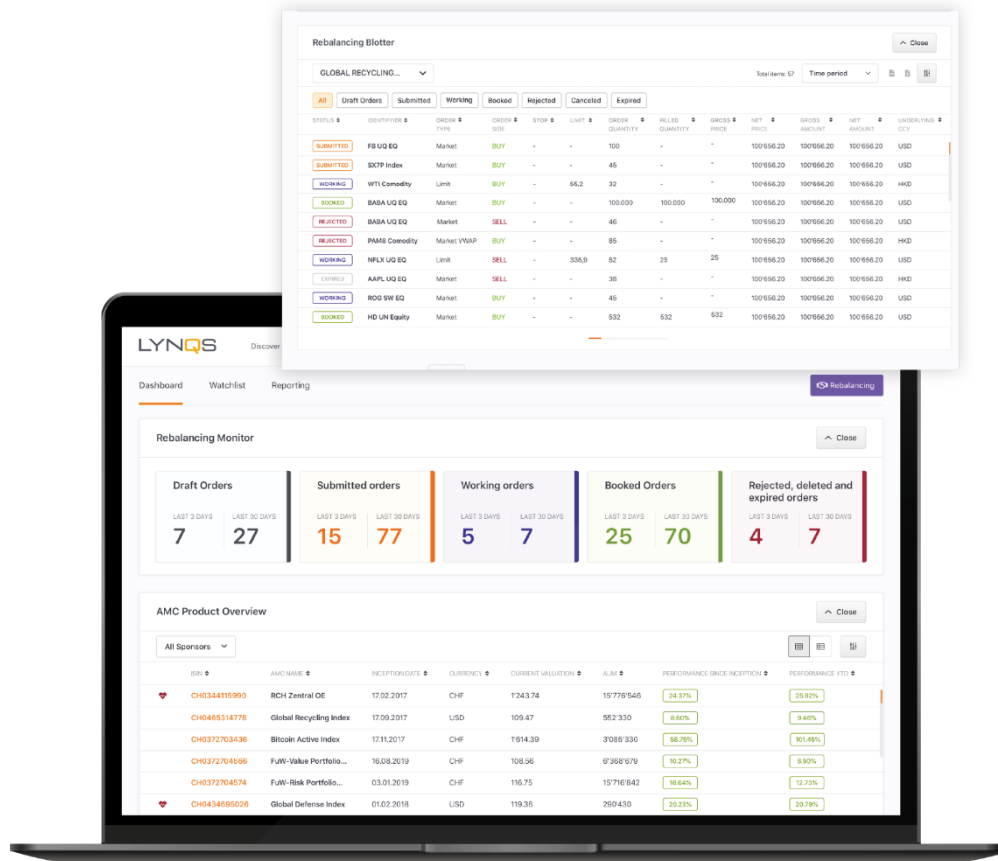 Rebalancing Blotter
Close
GLOBAL RECYCLING...
Total items: 57
Time period
All
Draft Orders
Submitted
Working
Booked
Rejected
Canceled
Expired
STATUS IDENTIFIER ORDER TYPE ORDER SIDE STOP LIMIT ORDER QUANTITY FILLED QUANTITY GROSS PRICE NET PRICE GROSS AMOUNT NET AMOUNT UNDERLYING CCY
SUBMITTED FB UQ EQ Market BUY - - 100 - - 100'656.20 100'656.20 100'656.20 USD
SUBMITTED SX7P Index Market BUY - - 45 - - 100'656.20 100'656.20 100'656.20 USD
WORKING WTI Comodity Limit BUY - 55,2 32 - - 100'656.20 100'656.20 100'656.20 HKD
BOOKED BABA UQ EQ Market BUY - - 100.000 100.000 100.000 100'656.20 100'656.20 100'656.20 USD
REJECTED BABA UQ EQ Market SELL - - 46 - - 100'656.20 100'656.20 100'656.20 USD
REJECTED PAM8 Comodity Market VWAP BUY - - 85 - - 100'656.20 100'656.20 100'656.20 HKD
WORKING NFLX UQ EQ Limit SELL - 336,9 52 25 25 100'656.20 100'656.20 100'656.20 USD
EXPIRED AAPL UQ EQ Market SELL - - 38 - - 100'656.20 100'656.20 100'656.20 HKD
WORKING ROG SW EQ Market BUY - - 45 - - 100'656.20 100'656.20 100'656.20 USD
BOOKED HD UN Equity Market BUY - - 532 532 532 100'656.20 100'656.20 100'656.20 USD
LYNQS
Discover
Dashboard
Watchlist
Reporting
Rebalancing
Rebalancing Monitor
Close
Draft Orders
LAST 3 DAYS LAST 30 DAYS
7 27
Submitted orders
LAST 3 DAYS LAST 30 DAYS
15 77
Working orders
LAST 3 DAYS LAST 30 DAYS
5 7
Booked Orders
LAST 3 DAYS LAST 30 DAYS
25 70
Rejected, deleted and
expired orders
LAST 3 DAYS LAST 30 DAYS
4 7
AMC Product Overview
Close
All Sponsors
ISIN AMC NAME INCEPTION DATE CURRENCY CURRENT VALUATION AUM PERFORMANCE SINCE INCEPTION PERFORMANCE YTD
CH0344115990 RCH Zentral OE 17.02.2017 CHF 1'243.74 15'776'546 24.37% 25.92%
CH0465314778 Global Recycling Index 17.09.2017 USD 109.47 552'330 8.60% 9.46%
CH0372703436 Bitcoin Active Index 17.11.2017 CHF 1'614.39 3'085'330 56.76% 101.46%
CH0372704566 FuW-Value Portfolio... 16.08.2019 CHF 108.56 6'368'679 10.27% 8.90%
CH0372704574 FuW-Risk Portfolio... 03.01.2019 CHF 116.75 15'716'842 18.64% 12.73%
CH0434695026 Global Defense Index 01.02.2018 USD 119.36 290'430 20.23% 20.79%